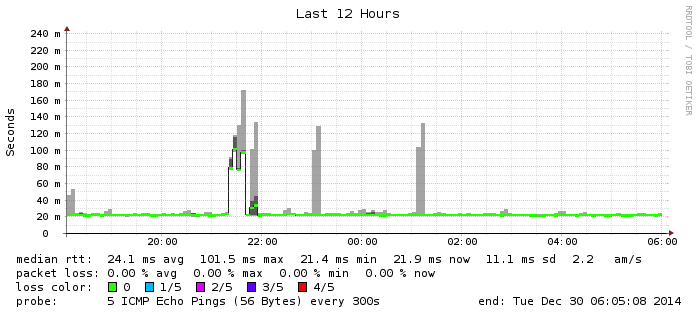 Last 12 Hours
RRDTOOL / TOBI OETIKER
Seconds
240 m
220 m
200 m
180 m
160 m
140 m
120 m
100 m
80 m
60 m
40 m
20 m
0
20:00 22:00 00:00 02:00 04:00 06:00
median rtt: 24.1 ms avg 101.5 ms max 21.4 ms min 21.9 ms now 11.1 ms sd 2.2 am/s
packet loss: 0.00 % avg 0.00 % max 0.00 % min 0.00 % now
loss color: 0 1/5 2/5 3/5 4/5
probe: 5 ICMP Echo Pings (56 Bytes) every 300s end: Tue Dec 30 06:05:08 2014